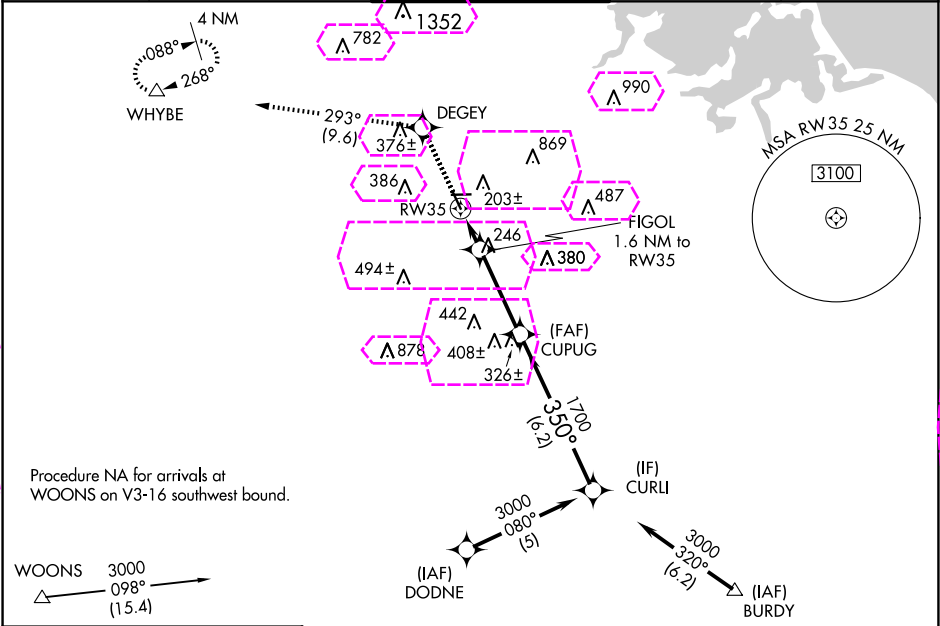 4 NM
088°
268°
WHYBE
1352
782
990
293°
(9.6)
DEGEY
376±
386
869
203±
487
RW35
FIGOL
1.6 NM to
RW35
246
380
494±
MSA RW35 25 NM
3100
442
408±
326±
878
(FAF)
CUPUG
1700
350°
(6.2)
(IF)
CURLI
Procedure NA for arrivals at
WOONS on V3-16 southwest bound.
3000
080°
(5)
(IAF)
DODNE
3000
320°
(6.2)
(IAF)
BURDY
WOONS
3000
098°
(15.4)